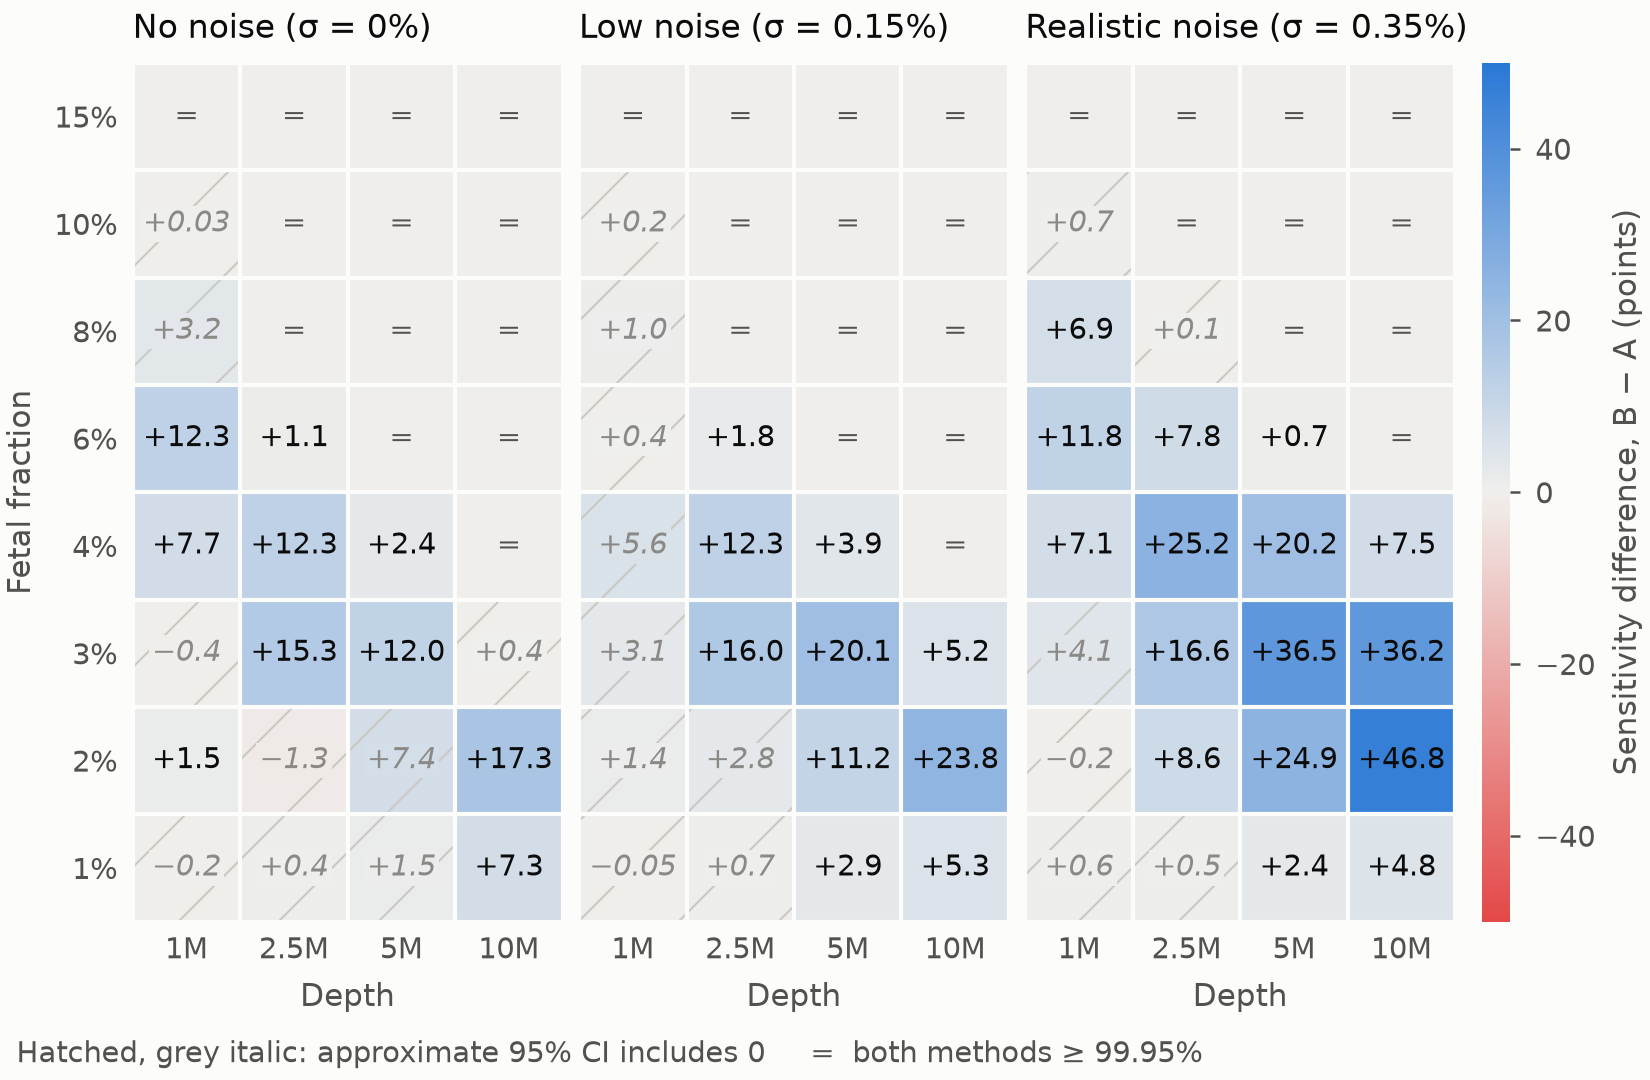 No noise (σ = 0%) Low noise (σ = 0.15%) Realistic noise (σ = 0.35%)
15% = = = = = = = = = = = =
10% +0.03 = = = +0.2 = = = +0.7 = = =
8% +3.2 = = = +1.0 = = = +6.9 +0.1 = =
6% +12.3 +1.1 = = +0.4 +1.8 = = +11.8 +7.8 +0.7 =
4% +7.7 +12.3 +2.4 = +5.6 +12.3 +3.9 = +7.1 +25.2 +20.2 +7.5
3% −0.4 +15.3 +12.0 +0.4 +3.1 +16.0 +20.1 +5.2 +4.1 +16.6 +36.5 +36.2
2% +1.5 −1.3 +7.4 +17.3 +1.4 +2.8 +11.2 +23.8 −0.2 +8.6 +24.9 +46.8
1% −0.2 +0.4 +1.5 +7.3 −0.05 +0.7 +2.9 +5.3 +0.6 +0.5 +2.4 +4.8
1M 2.5M 5M 10M 1M 2.5M 5M 10M 1M 2.5M 5M 10M
Depth Depth Depth
Fetal fraction
40
20
0
−20
−40
Sensitivity difference, B − A (points)
Hatched, grey italic: approximate 95% CI includes 0 = both methods ≥ 99.95%